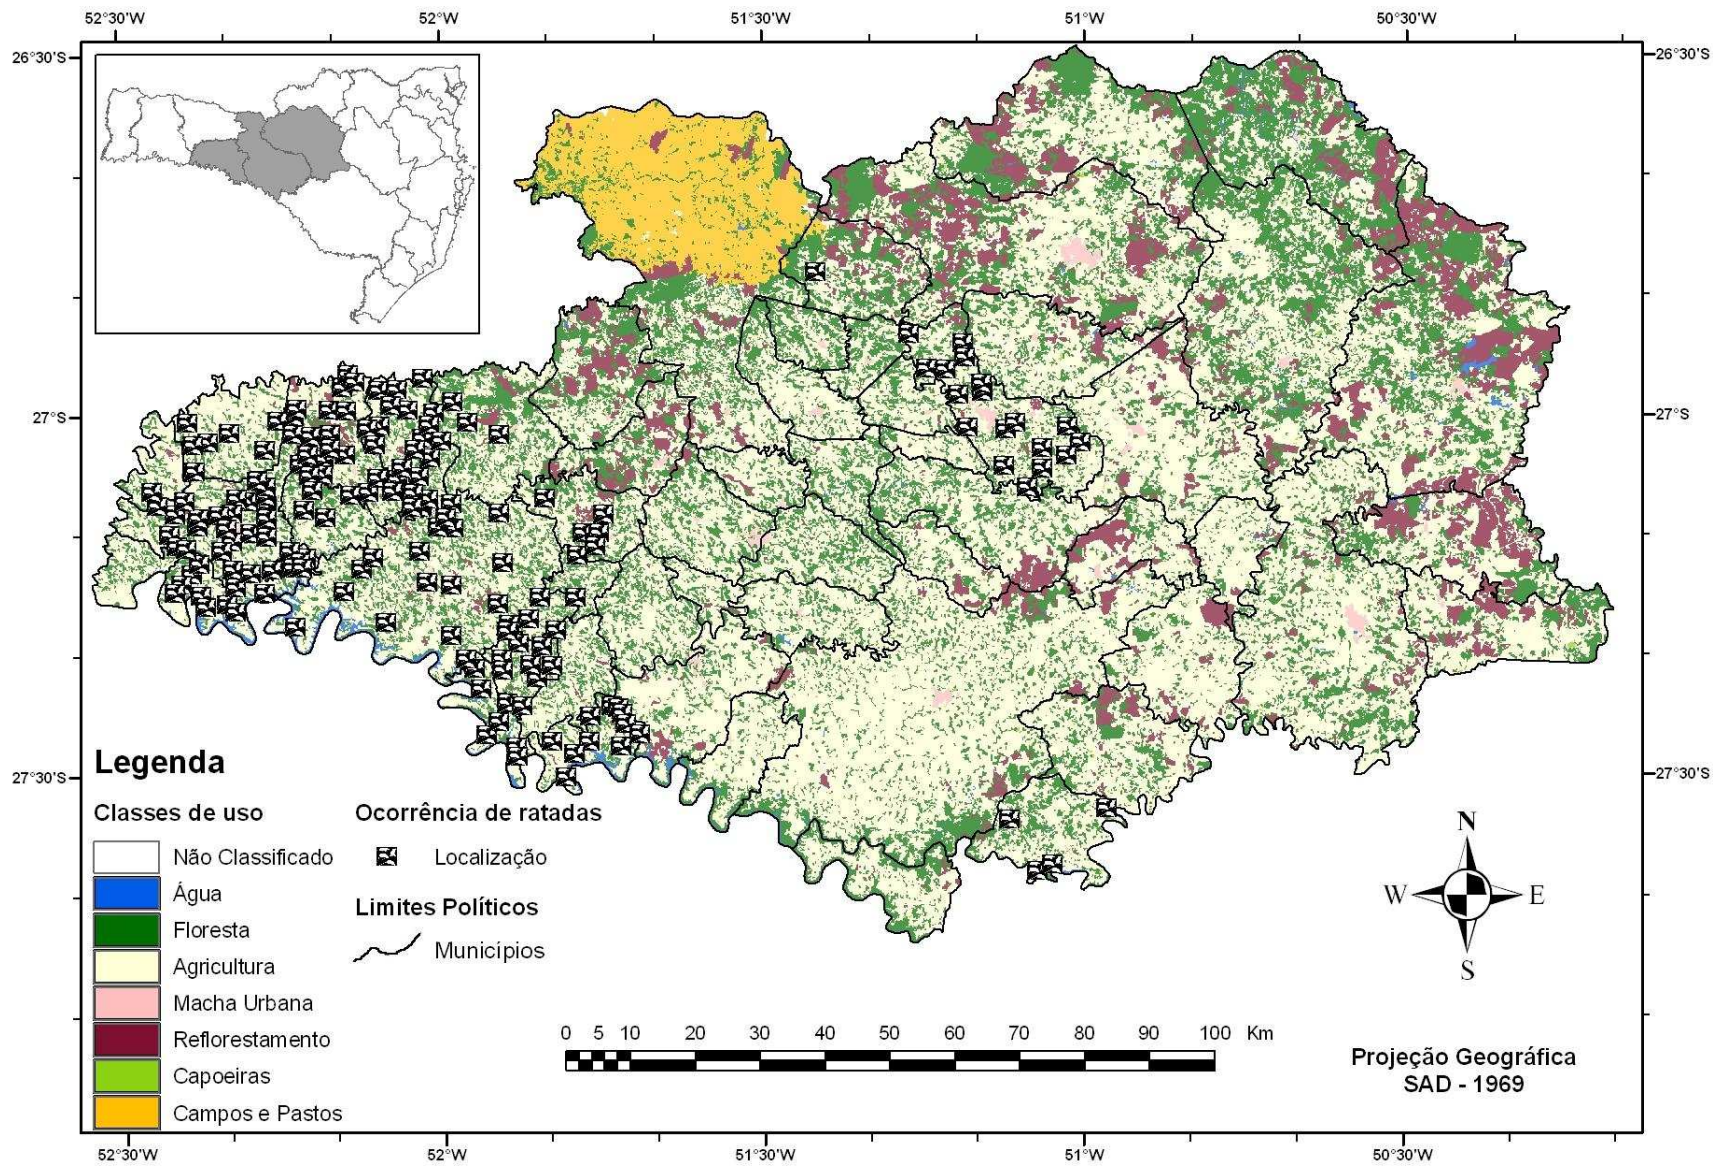 52°30'W 52°W 51°30'W 51°W 50°30'W
26°30'S 26°30'S
27°S 27°S
27°30'S 27°30'S
Legenda
Classes de uso
Não Classificado
Água
Floresta
Agricultura
Macha Urbana
Reflorestamento
Capoeiras
Campos e Pastos
Ocorrência de ratadas
Localização
Limites Políticos
Municípios
N
W E
S
0 5 10 20 30 40 50 60 70 80 90 100 Km
Projeção Geográfica
SAD - 1969
52°30'W 52°W 51°30'W 51°W 50°30'W